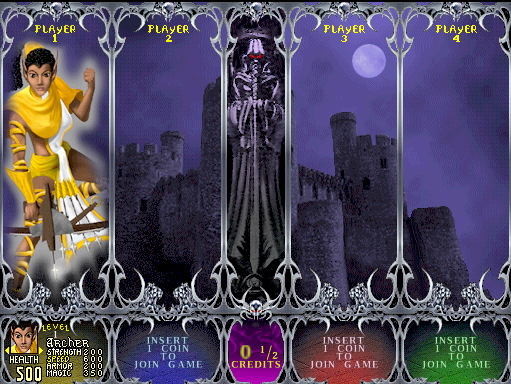 PLAYER
1
PLAYER
2
PLAYER
3
PLAYER
4
LEVEL
Archer
STRENGTH 200
SPEED 600
ARMOR 200
MAGIC 350
HEALTH
500
INSERT
1 COIN
TO
JOIN GAME
0 1/2
CREDITS
INSERT
1 COIN
TO
JOIN GAME
INSERT
1 COIN
TO
JOIN GAME